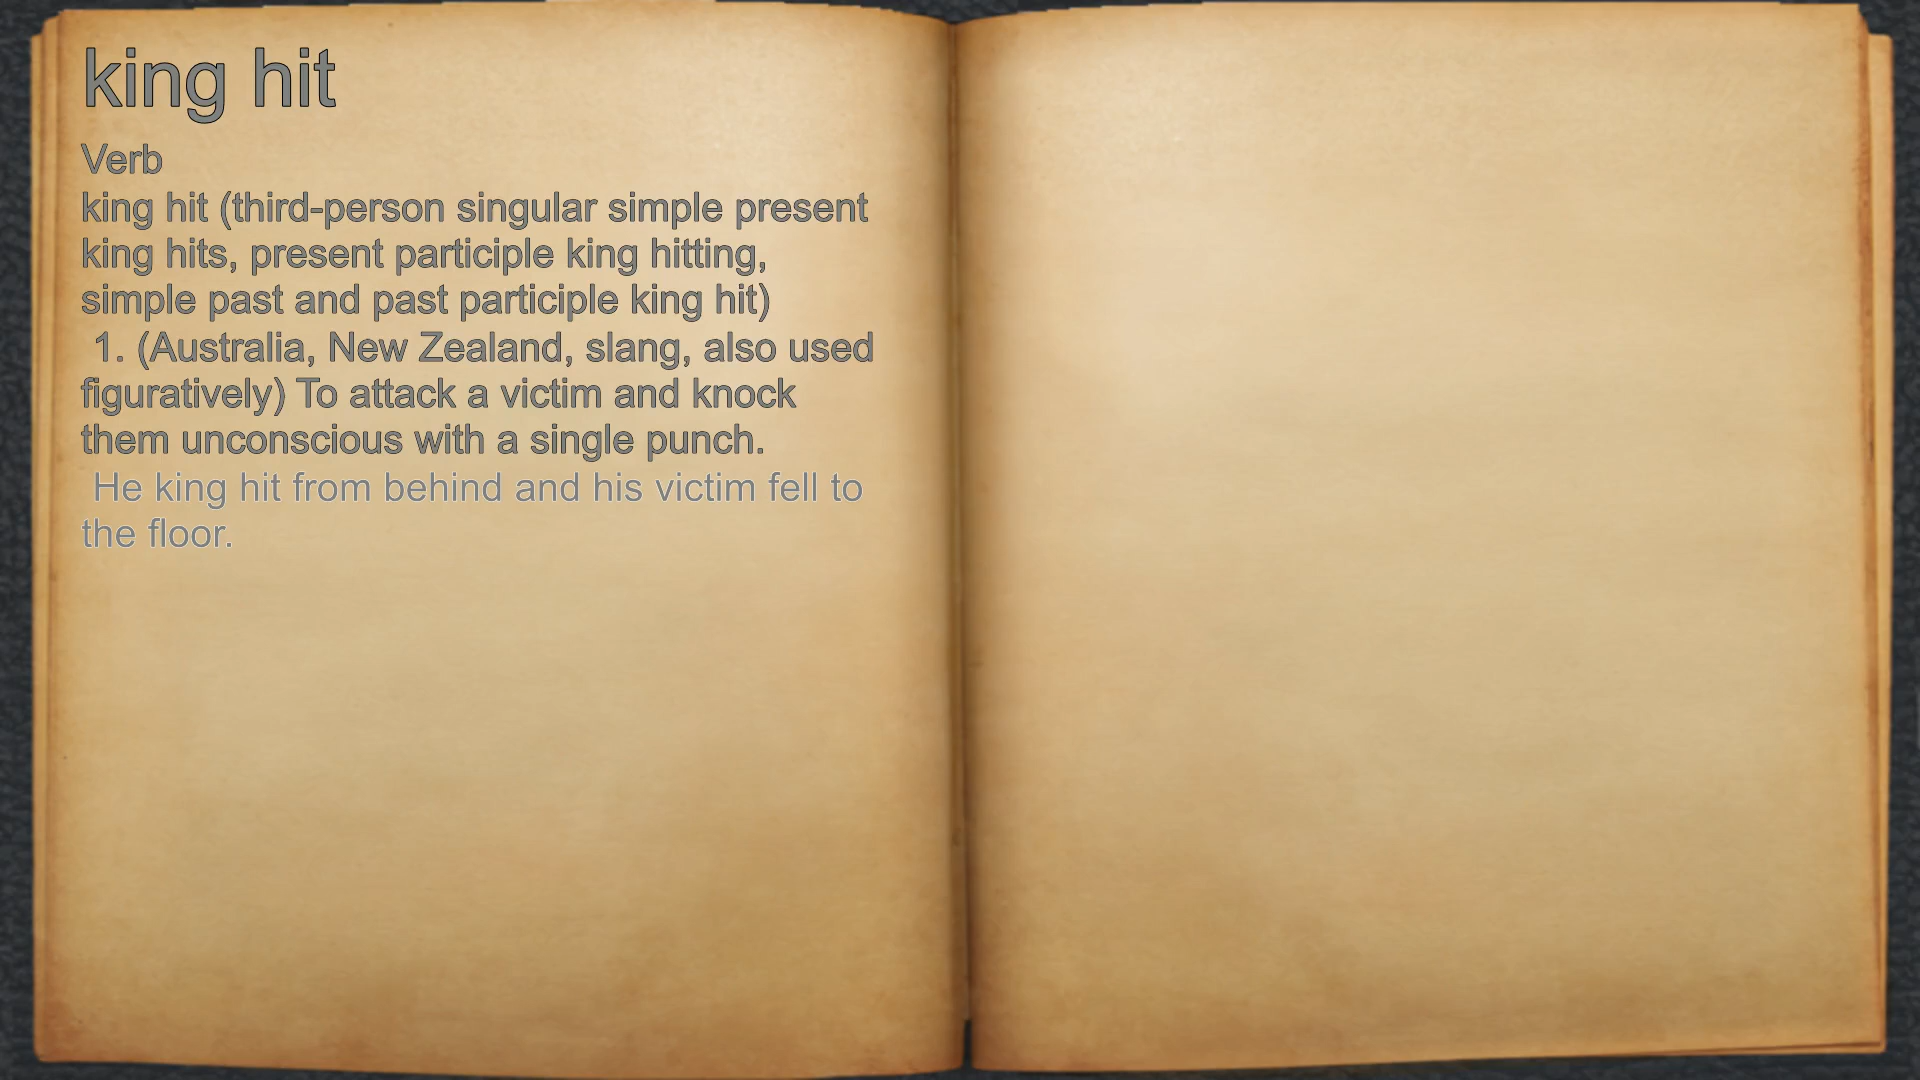 king hit
Verb
king hit (third-person singular simple present
king hits, present participle king hitting,
simple past and past participle king hit)
1. (Australia, New Zealand, slang, also used
figuratively) To attack a victim and knock
them unconscious with a single punch.
He king hit from behind and his victim fell to
the floor.